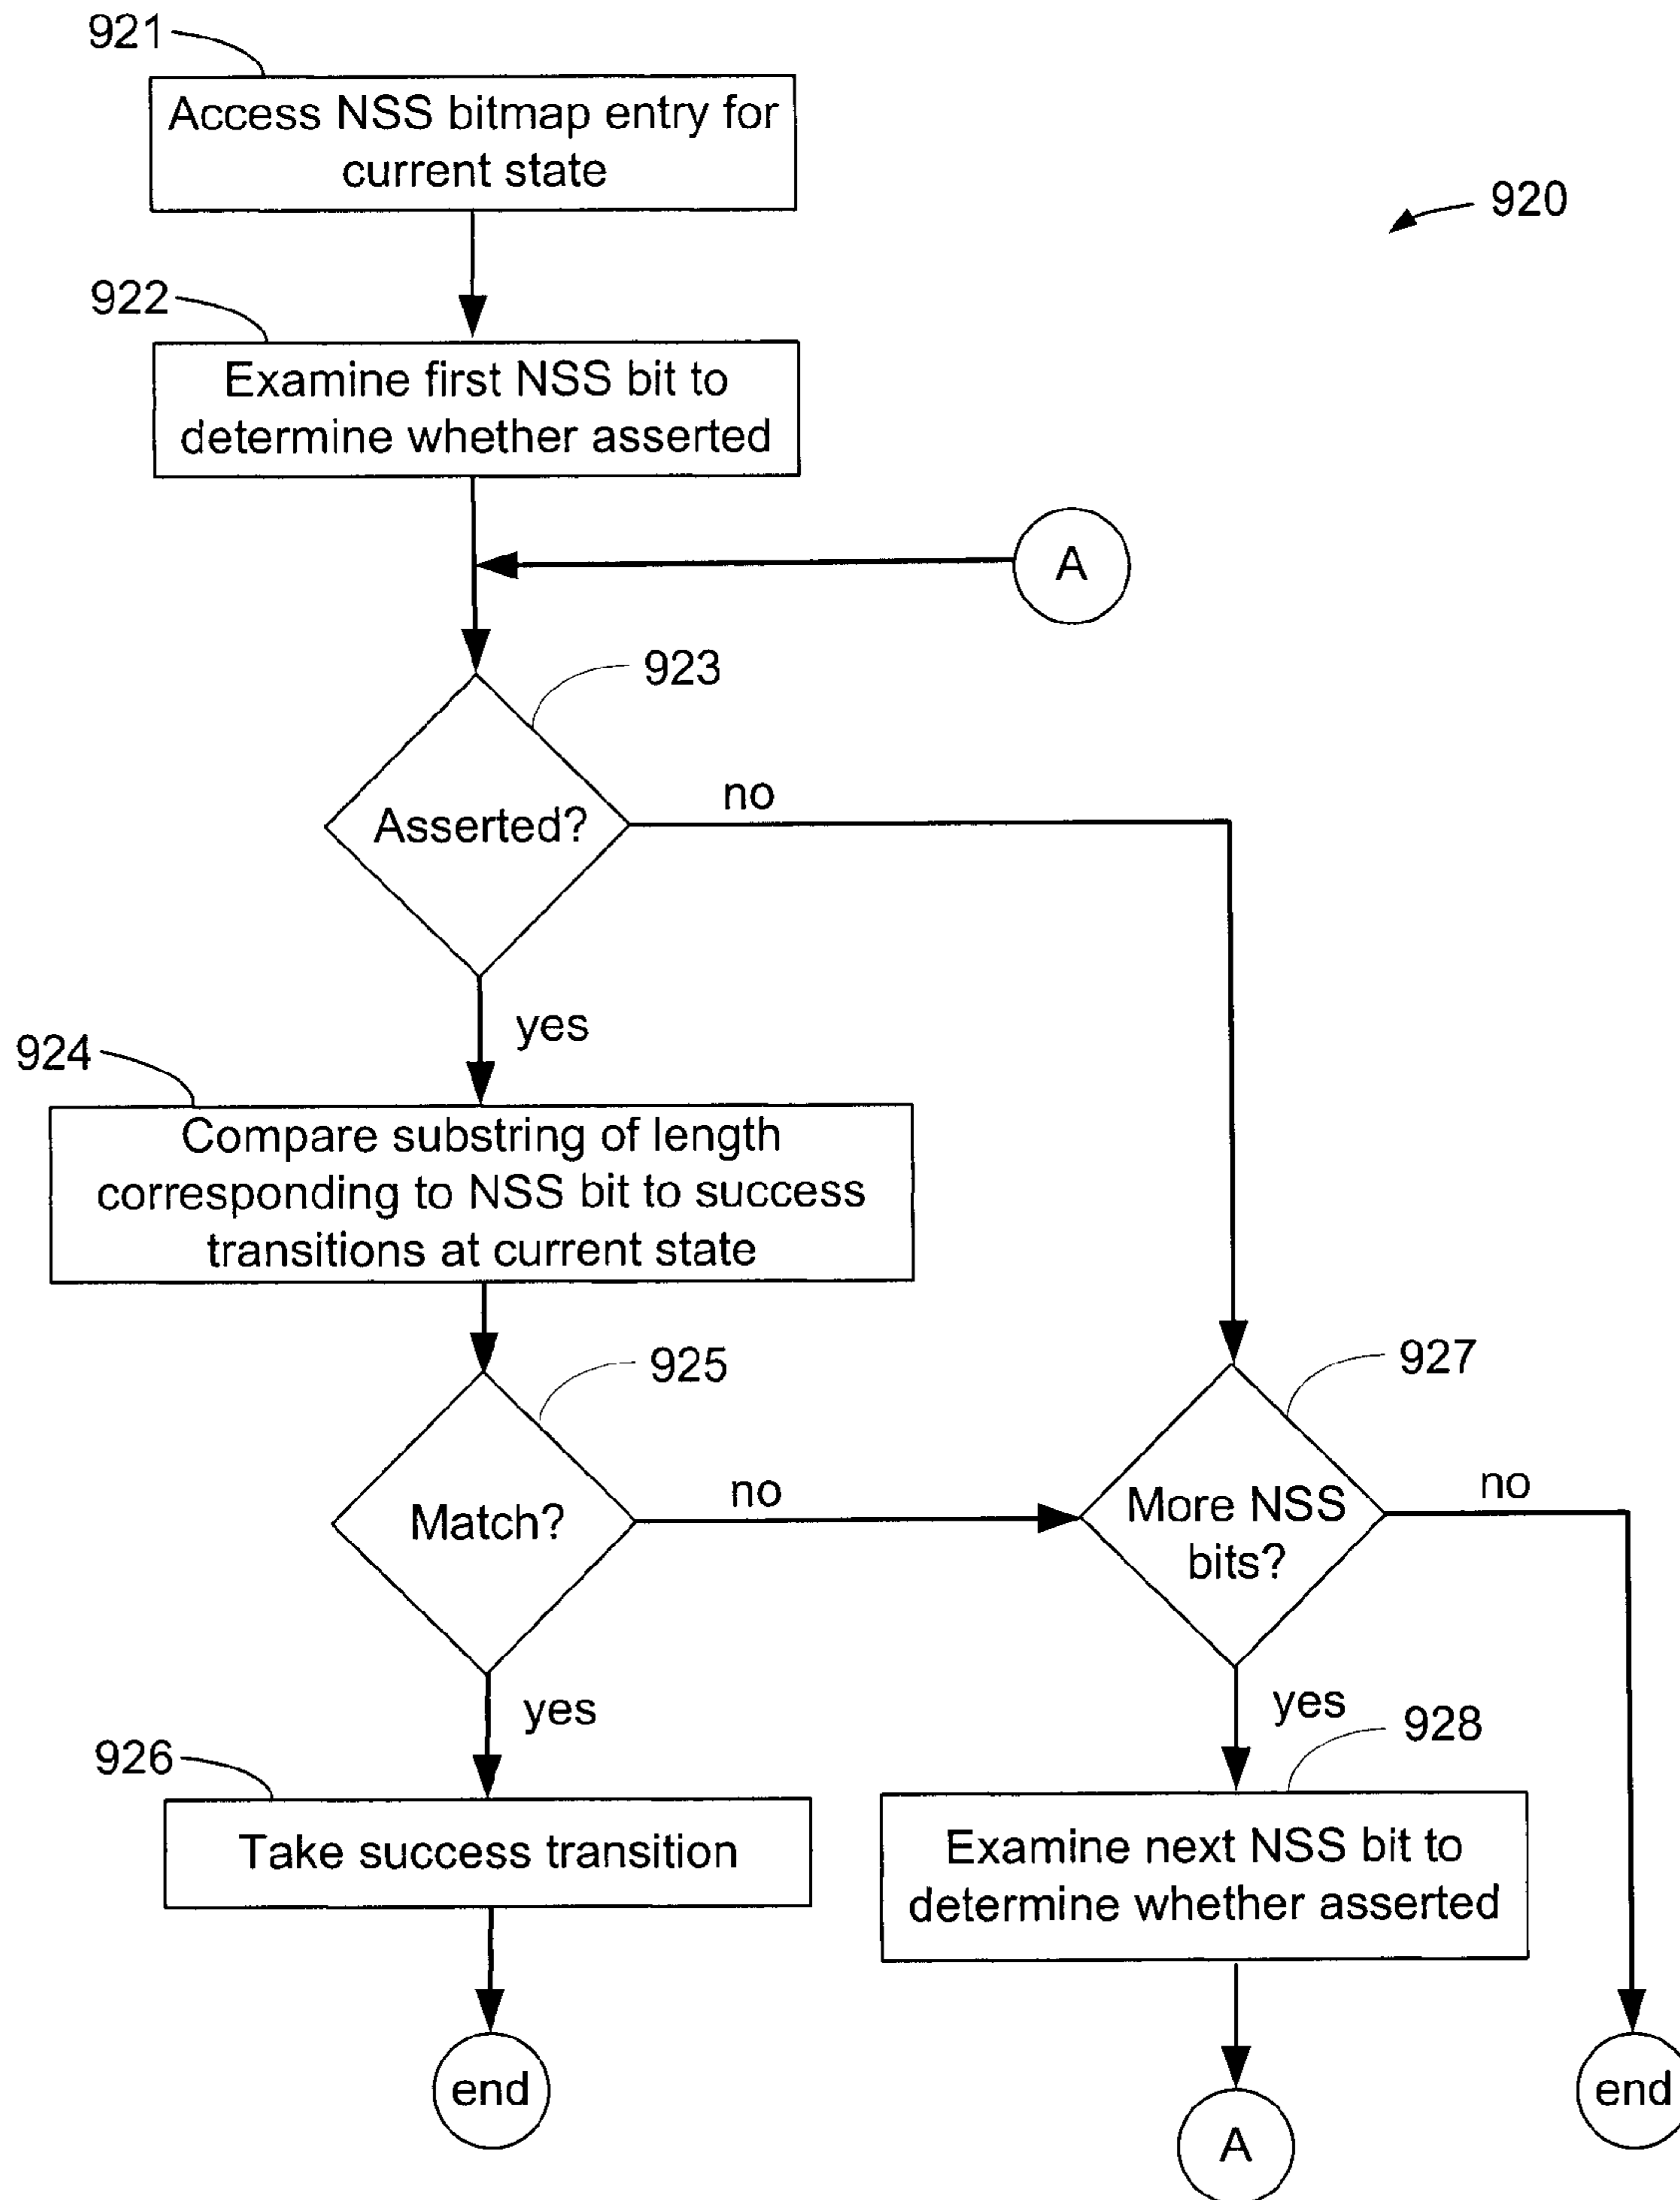 921
Access NSS bitmap entry for
current state
920
922
Examine first NSS bit to
determine whether asserted
A
923
Asserted?
no
yes
924
Compare substring of length
corresponding to NSS bit to success
transitions at current state
925
Match?
no
927
More NSS
bits?
no
yes
926
Take success transition
yes
928
Examine next NSS bit to
determine whether asserted
end
A
end